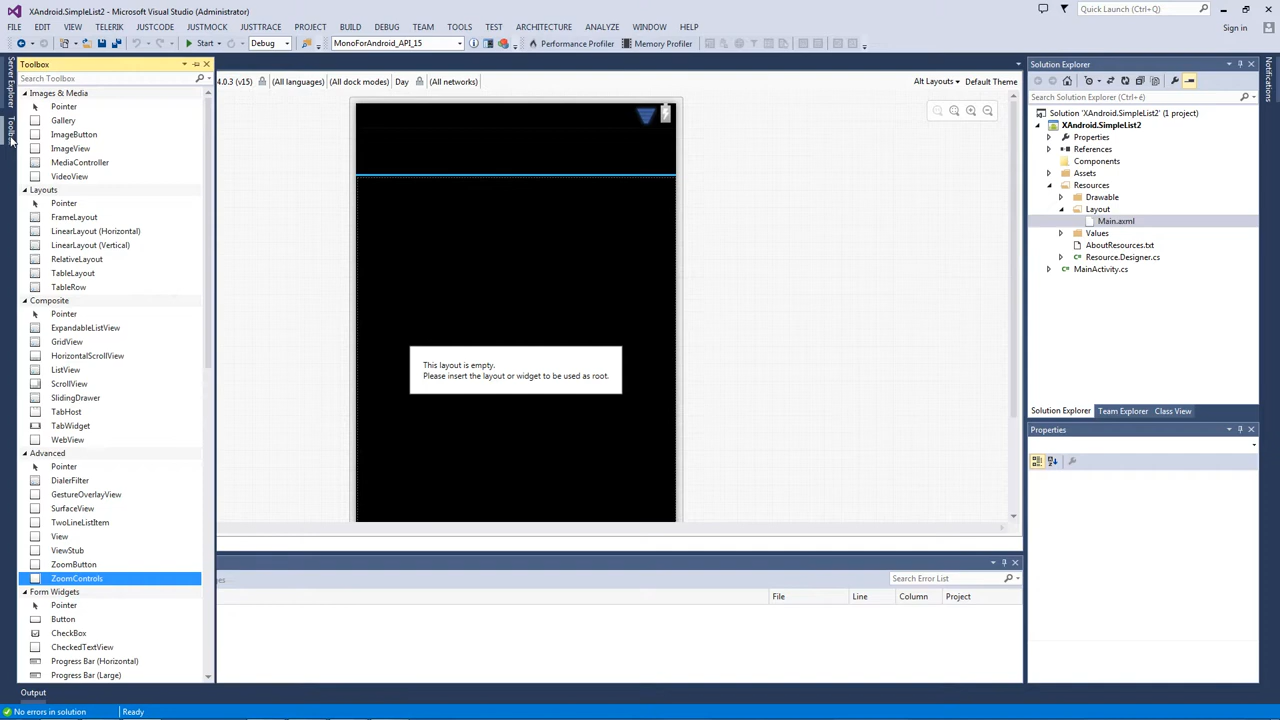 XAndroid.SimpleList2 - Microsoft Visual Studio (Administrator)
Quick Launch (Ctrl+Q)
FILE EDIT VIEW TELERIK JUSTCODE JUSTMOCK JUSTTRACE PROJECT BUILD DEBUG TEAM TOOLS TEST ARCHITECTURE ANALYZE WINDOW HELP
Sign in
Start Debug MonoForAndroid_API_15 Performance Profiler Memory Profiler
Server Explorer
Toolbox
Search Toolbox
Images & Media
Pointer
Gallery
ImageButton
ImageView
MediaController
VideoView
Layouts
Pointer
FrameLayout
LinearLayout (Horizontal)
LinearLayout (Vertical)
RelativeLayout
TableLayout
TableRow
Composite
Pointer
ExpandableListView
GridView
HorizontalScrollView
ListView
ScrollView
SlidingDrawer
TabHost
TabWidget
WebView
Advanced
Pointer
DialerFilter
GestureOverlayView
SurfaceView
TwoLineListItem
View
ViewStub
ZoomButton
ZoomControls
Form Widgets
Pointer
Button
CheckBox
CheckedTextView
Progress Bar (Horizontal)
Progress Bar (Large)
4.0.3 (v15) (All languages) (All dock modes) Day (All networks) Alt Layouts Default Theme
This layout is empty.
Please insert the layout or widget to be used as root.
Search Error List
File Line Column Project
Solution Explorer
Notifications
Solution 'XAndroid.SimpleList2' (1 project)
XAndroid.SimpleList2
Properties
References
Components
Assets
Resources
Drawable
Layout
Main.axml
Values
AboutResources.txt
Resource.Designer.cs
MainActivity.cs
Solution Explorer Team Explorer Class View
Properties
Output
No errors in solution Ready